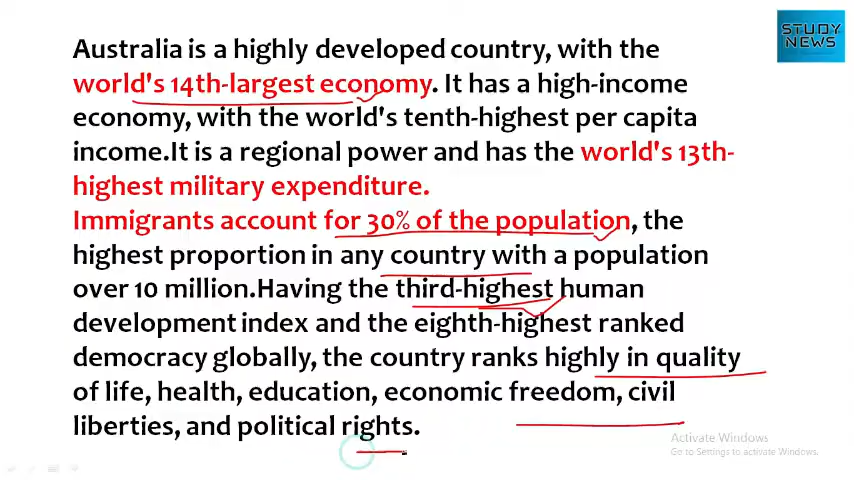 STUDY
NEWS
Australia is a highly developed country, with the
world's 14th-largest economy. It has a high-income
economy, with the world's tenth-highest per capita
income.It is a regional power and has the world's 13th-
highest military expenditure.
Immigrants account for 30% of the population, the
highest proportion in any country with a population
over 10 million.Having the third-highest human
development index and the eighth-highest ranked
democracy globally, the country ranks highly in quality
of life, health, education, economic freedom, civil
liberties, and political rights.
Activate Windows
Go to Settings to activate Windows.